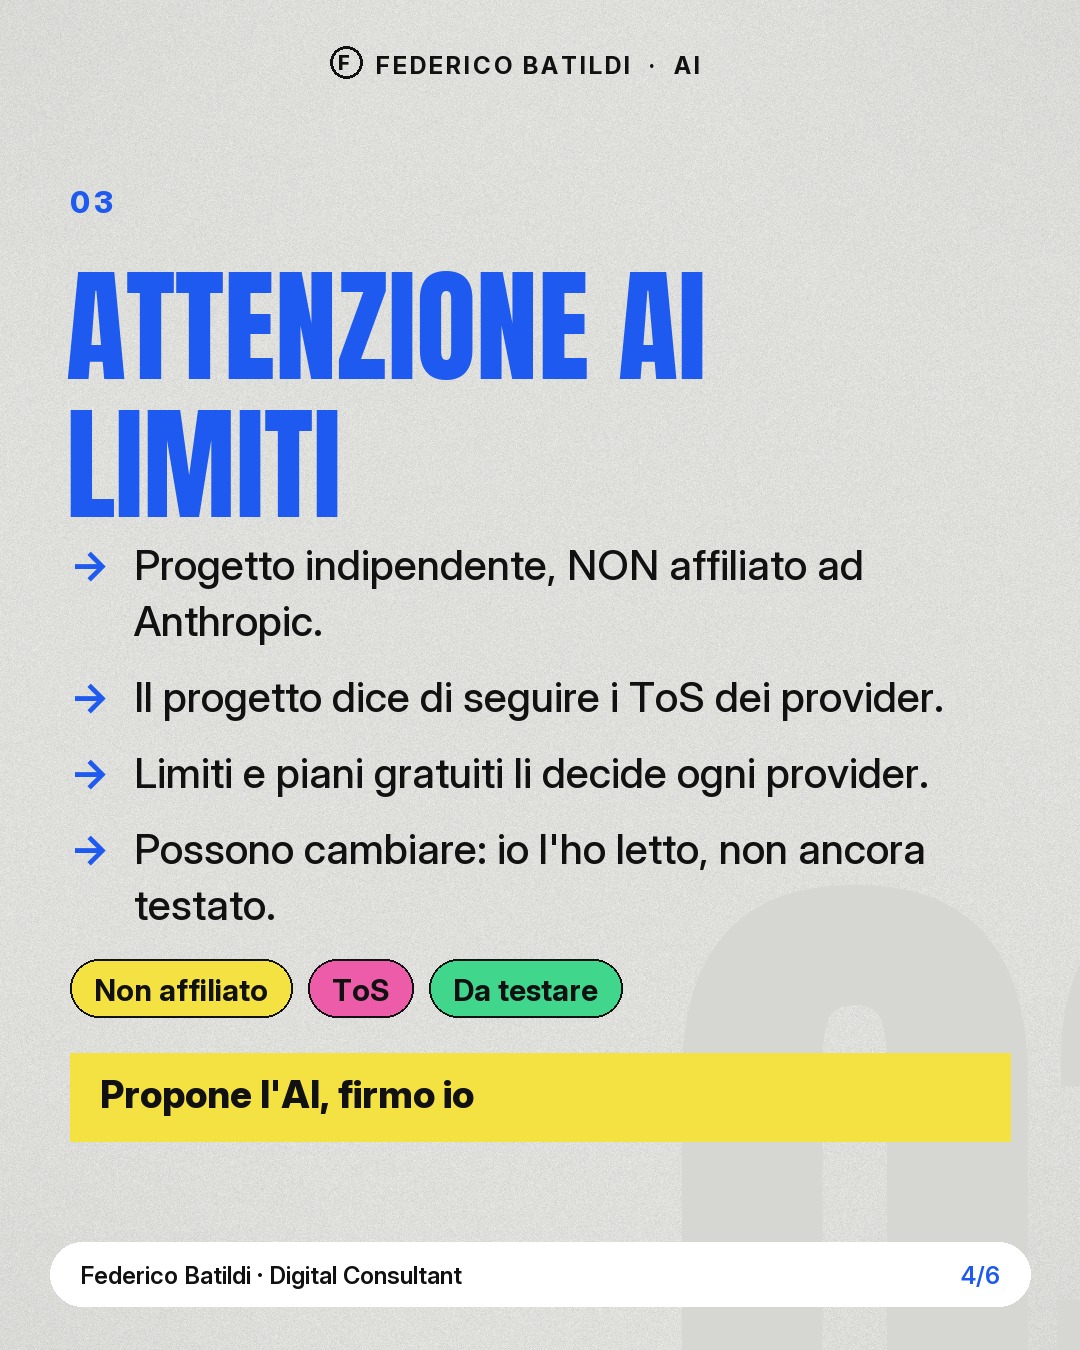 F FEDERICO BATILDI · AI
03
ATTENZIONE AI
LIMITI
→ Progetto indipendente, NON affiliato ad
Anthropic.
→ Il progetto dice di seguire i ToS dei provider.
→ Limiti e piani gratuiti li decide ogni provider.
→ Possono cambiare: io l'ho letto, non ancora
testato.
Non affiliato ToS Da testare
Propone l'AI, firmo io
Federico Batildi · Digital Consultant 4/6